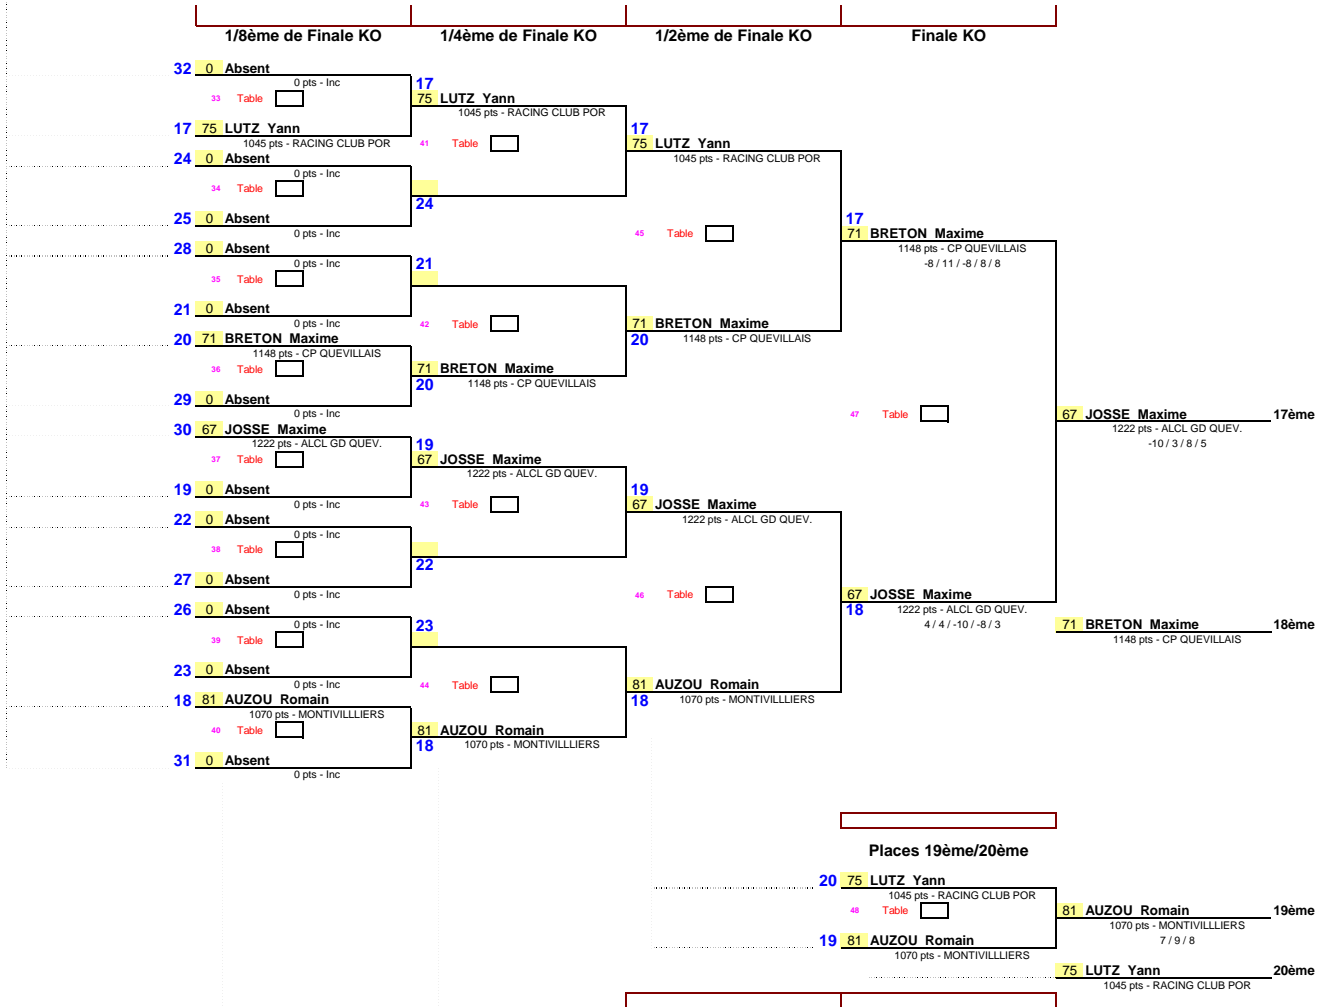 1/8ème de Finale KO 1/4ème de Finale KO 1/2ème de Finale KO Finale KO
32 0 Absent
0 pts - Inc
33 Table
17 75 LUTZ Yann
1045 pts - RACING CLUB POR
24 0 Absent
0 pts - Inc
34 Table
25 0 Absent
0 pts - Inc
28 0 Absent
0 pts - Inc
35 Table
21 0 Absent
0 pts - Inc
20 71 BRETON Maxime
1148 pts - CP QUEVILLAIS
36 Table
29 0 Absent
0 pts - Inc
30 67 JOSSE Maxime
1222 pts - ALCL GD QUEV.
37 Table
19 0 Absent
0 pts - Inc
22 0 Absent
0 pts - Inc
38 Table
27 0 Absent
0 pts - Inc
26 0 Absent
0 pts - Inc
39 Table
23 0 Absent
0 pts - Inc
18 81 AUZOU Romain
1070 pts - MONTIVILLLIERS
40 Table
31 0 Absent
0 pts - Inc
17
75 LUTZ Yann
1045 pts - RACING CLUB POR
41 Table
24
21
42 Table
71 BRETON Maxime
20 1148 pts - CP QUEVILLAIS
19
67 JOSSE Maxime
1222 pts - ALCL GD QUEV.
43 Table
22
23
44 Table
81 AUZOU Romain
18 1070 pts - MONTIVILLLIERS
17
75 LUTZ Yann
1045 pts - RACING CLUB POR
45 Table
71 BRETON Maxime
20 1148 pts - CP QUEVILLAIS
19
67 JOSSE Maxime
1222 pts - ALCL GD QUEV.
46 Table
81 AUZOU Romain
18 1070 pts - MONTIVILLLIERS
17
71 BRETON Maxime
1148 pts - CP QUEVILLAIS
-8 / 11 / -8 / 8 / 8
47 Table
67 JOSSE Maxime
18 1222 pts - ALCL GD QUEV.
4 / 4 / -10 / -8 / 3
67 JOSSE Maxime 17ème
1222 pts - ALCL GD QUEV.
-10 / 3 / 8 / 5
71 BRETON Maxime 18ème
1148 pts - CP QUEVILLAIS
Places 19ème/20ème
20 75 LUTZ Yann
1045 pts - RACING CLUB POR
48 Table
19 81 AUZOU Romain
1070 pts - MONTIVILLLIERS
81 AUZOU Romain 19ème
1070 pts - MONTIVILLLIERS
7 / 9 / 8
75 LUTZ Yann 20ème
1045 pts - RACING CLUB POR